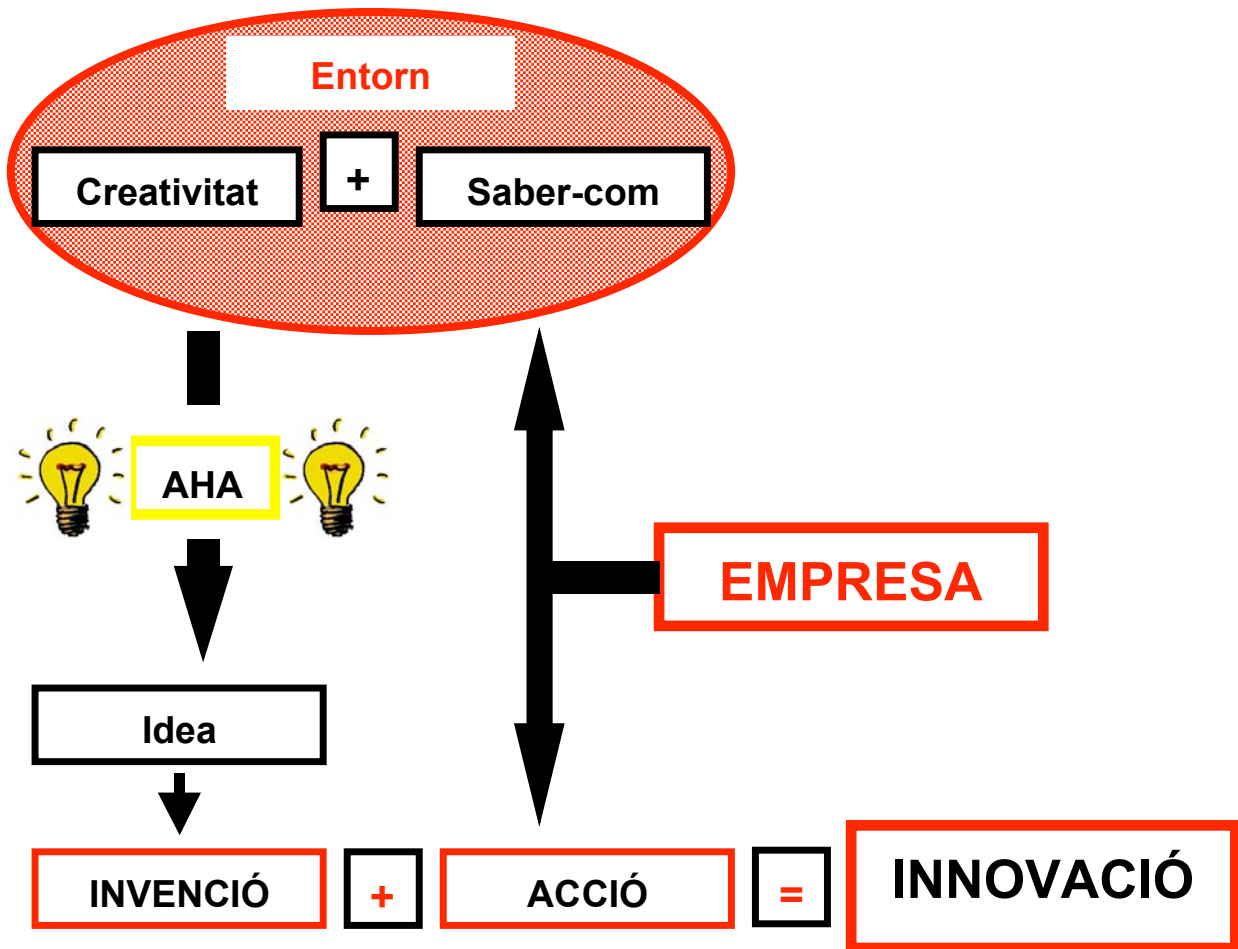 Entorn
Creativitat + Saber-com
AHA
EMPRESA
Idea
INVENCIÓ + ACCIÓ = INNOVACIÓ